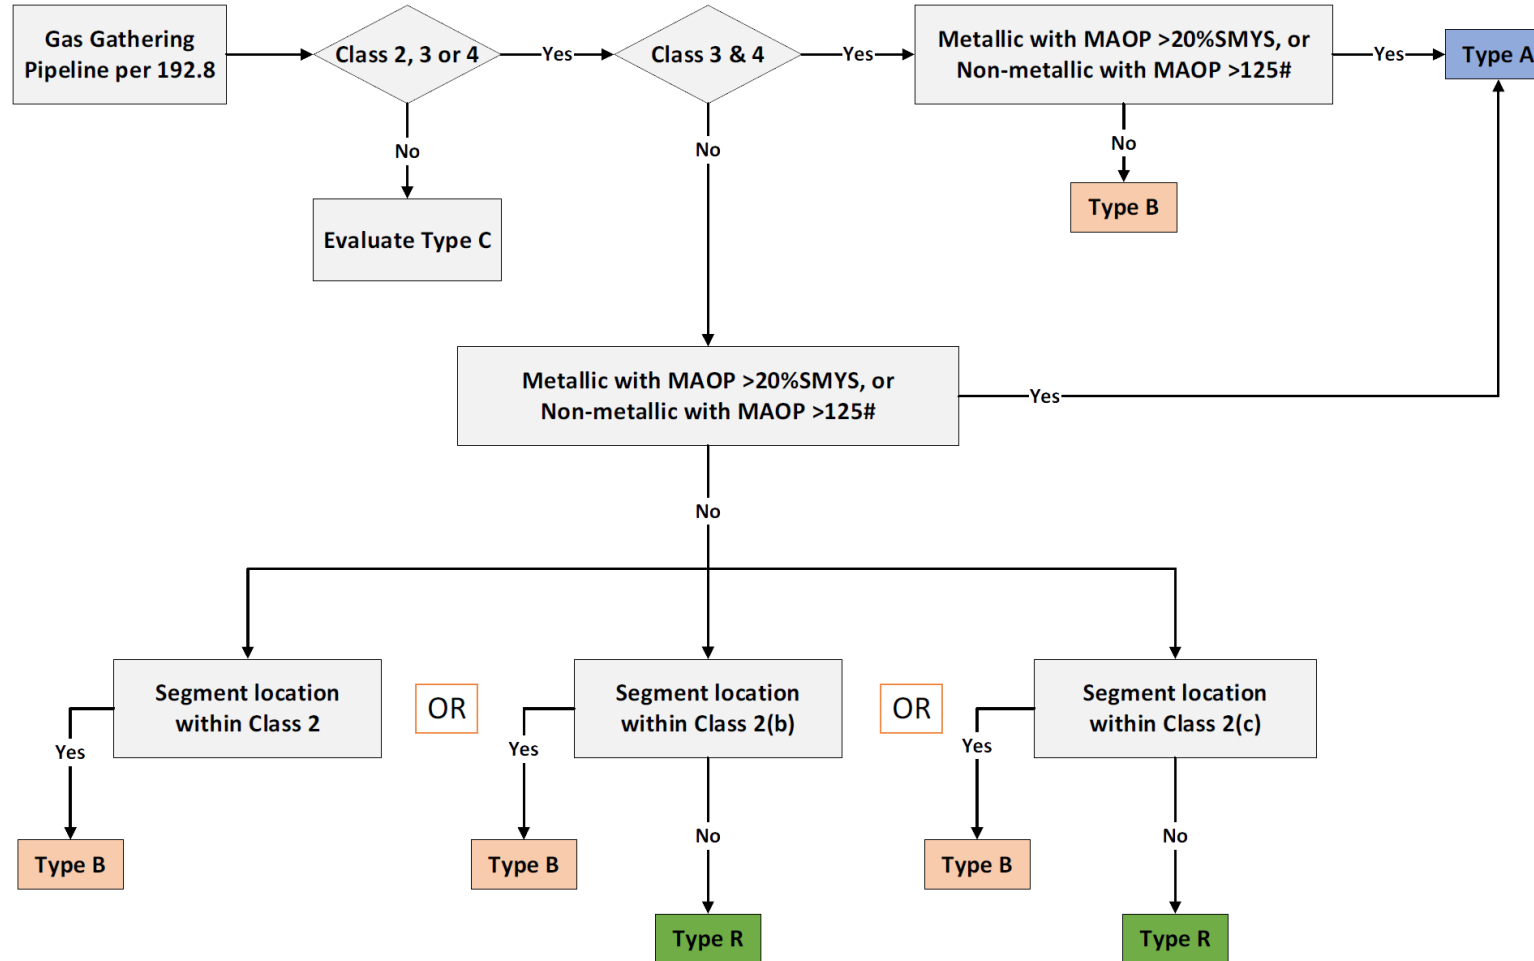 Gas Gathering
Pipeline per 192.8
Class 2, 3 or 4
Yes
Class 3 & 4
Yes
Metallic with MAOP >20%SMYS, or
Non-metallic with MAOP >125#
Yes
Type A
No
No
No
Type B
Evaluate Type C
Metallic with MAOP >20%SMYS, or
Non-metallic with MAOP >125#
Yes
No
Segment location
within Class 2
OR
Segment location
within Class 2(b)
OR
Segment location
within Class 2(c)
Yes
Yes
Yes
No
No
Type B
Type B
Type B
Type R
Type R